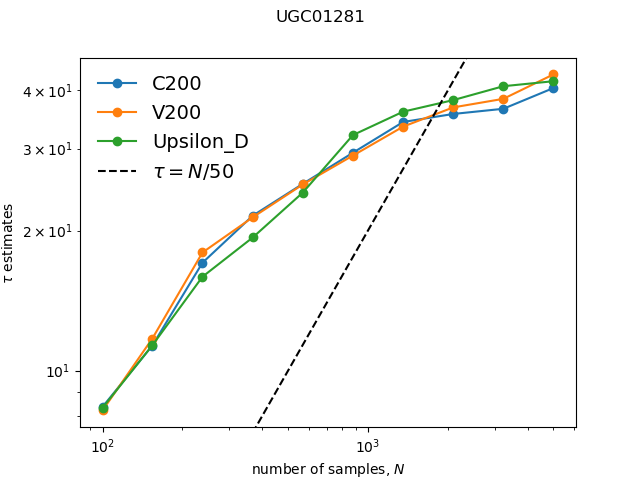 UGC01281
C200
V200
Upsilon_D
τ = N/50
4 × 10¹
3 × 10¹
2 × 10¹
10¹
τ estimates
10²
10³
number of samples, N